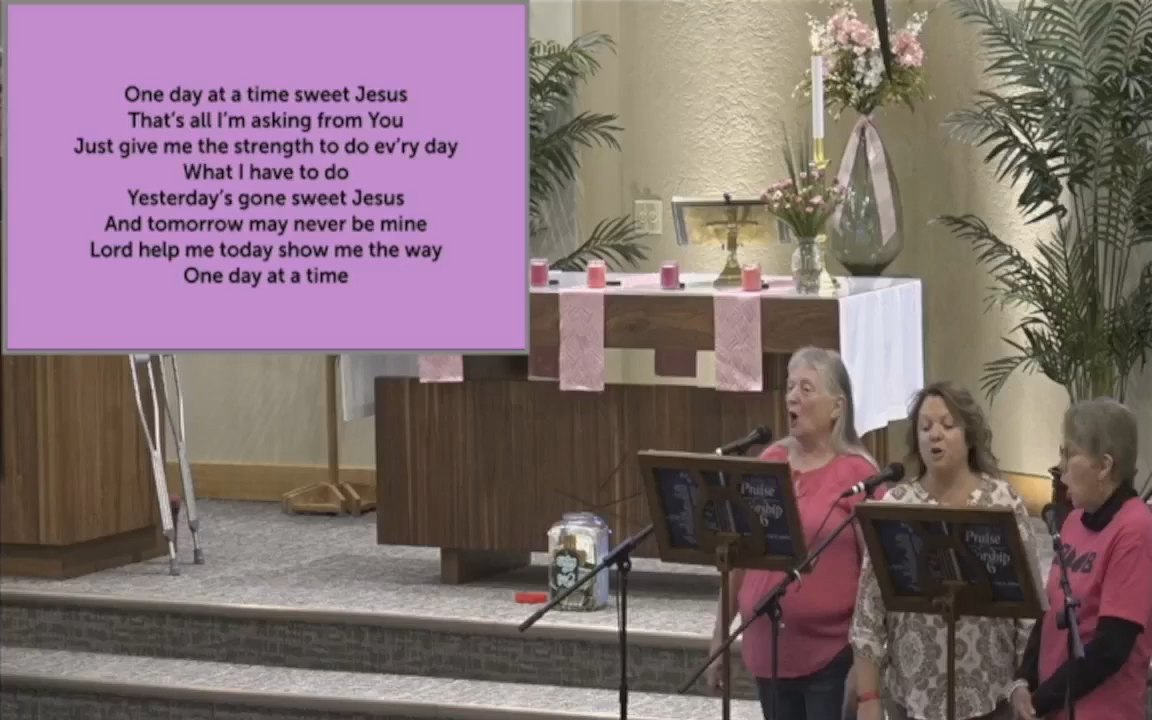 One day at a time sweet Jesus
That's all I'm asking from You
Just give me the strength to do ev'ry day
What I have to do
Yesterday's gone sweet Jesus
And tomorrow may never be mine
Lord help me today show me the way
One day at a time
Praise
Worship
6
Praise
Worship
6